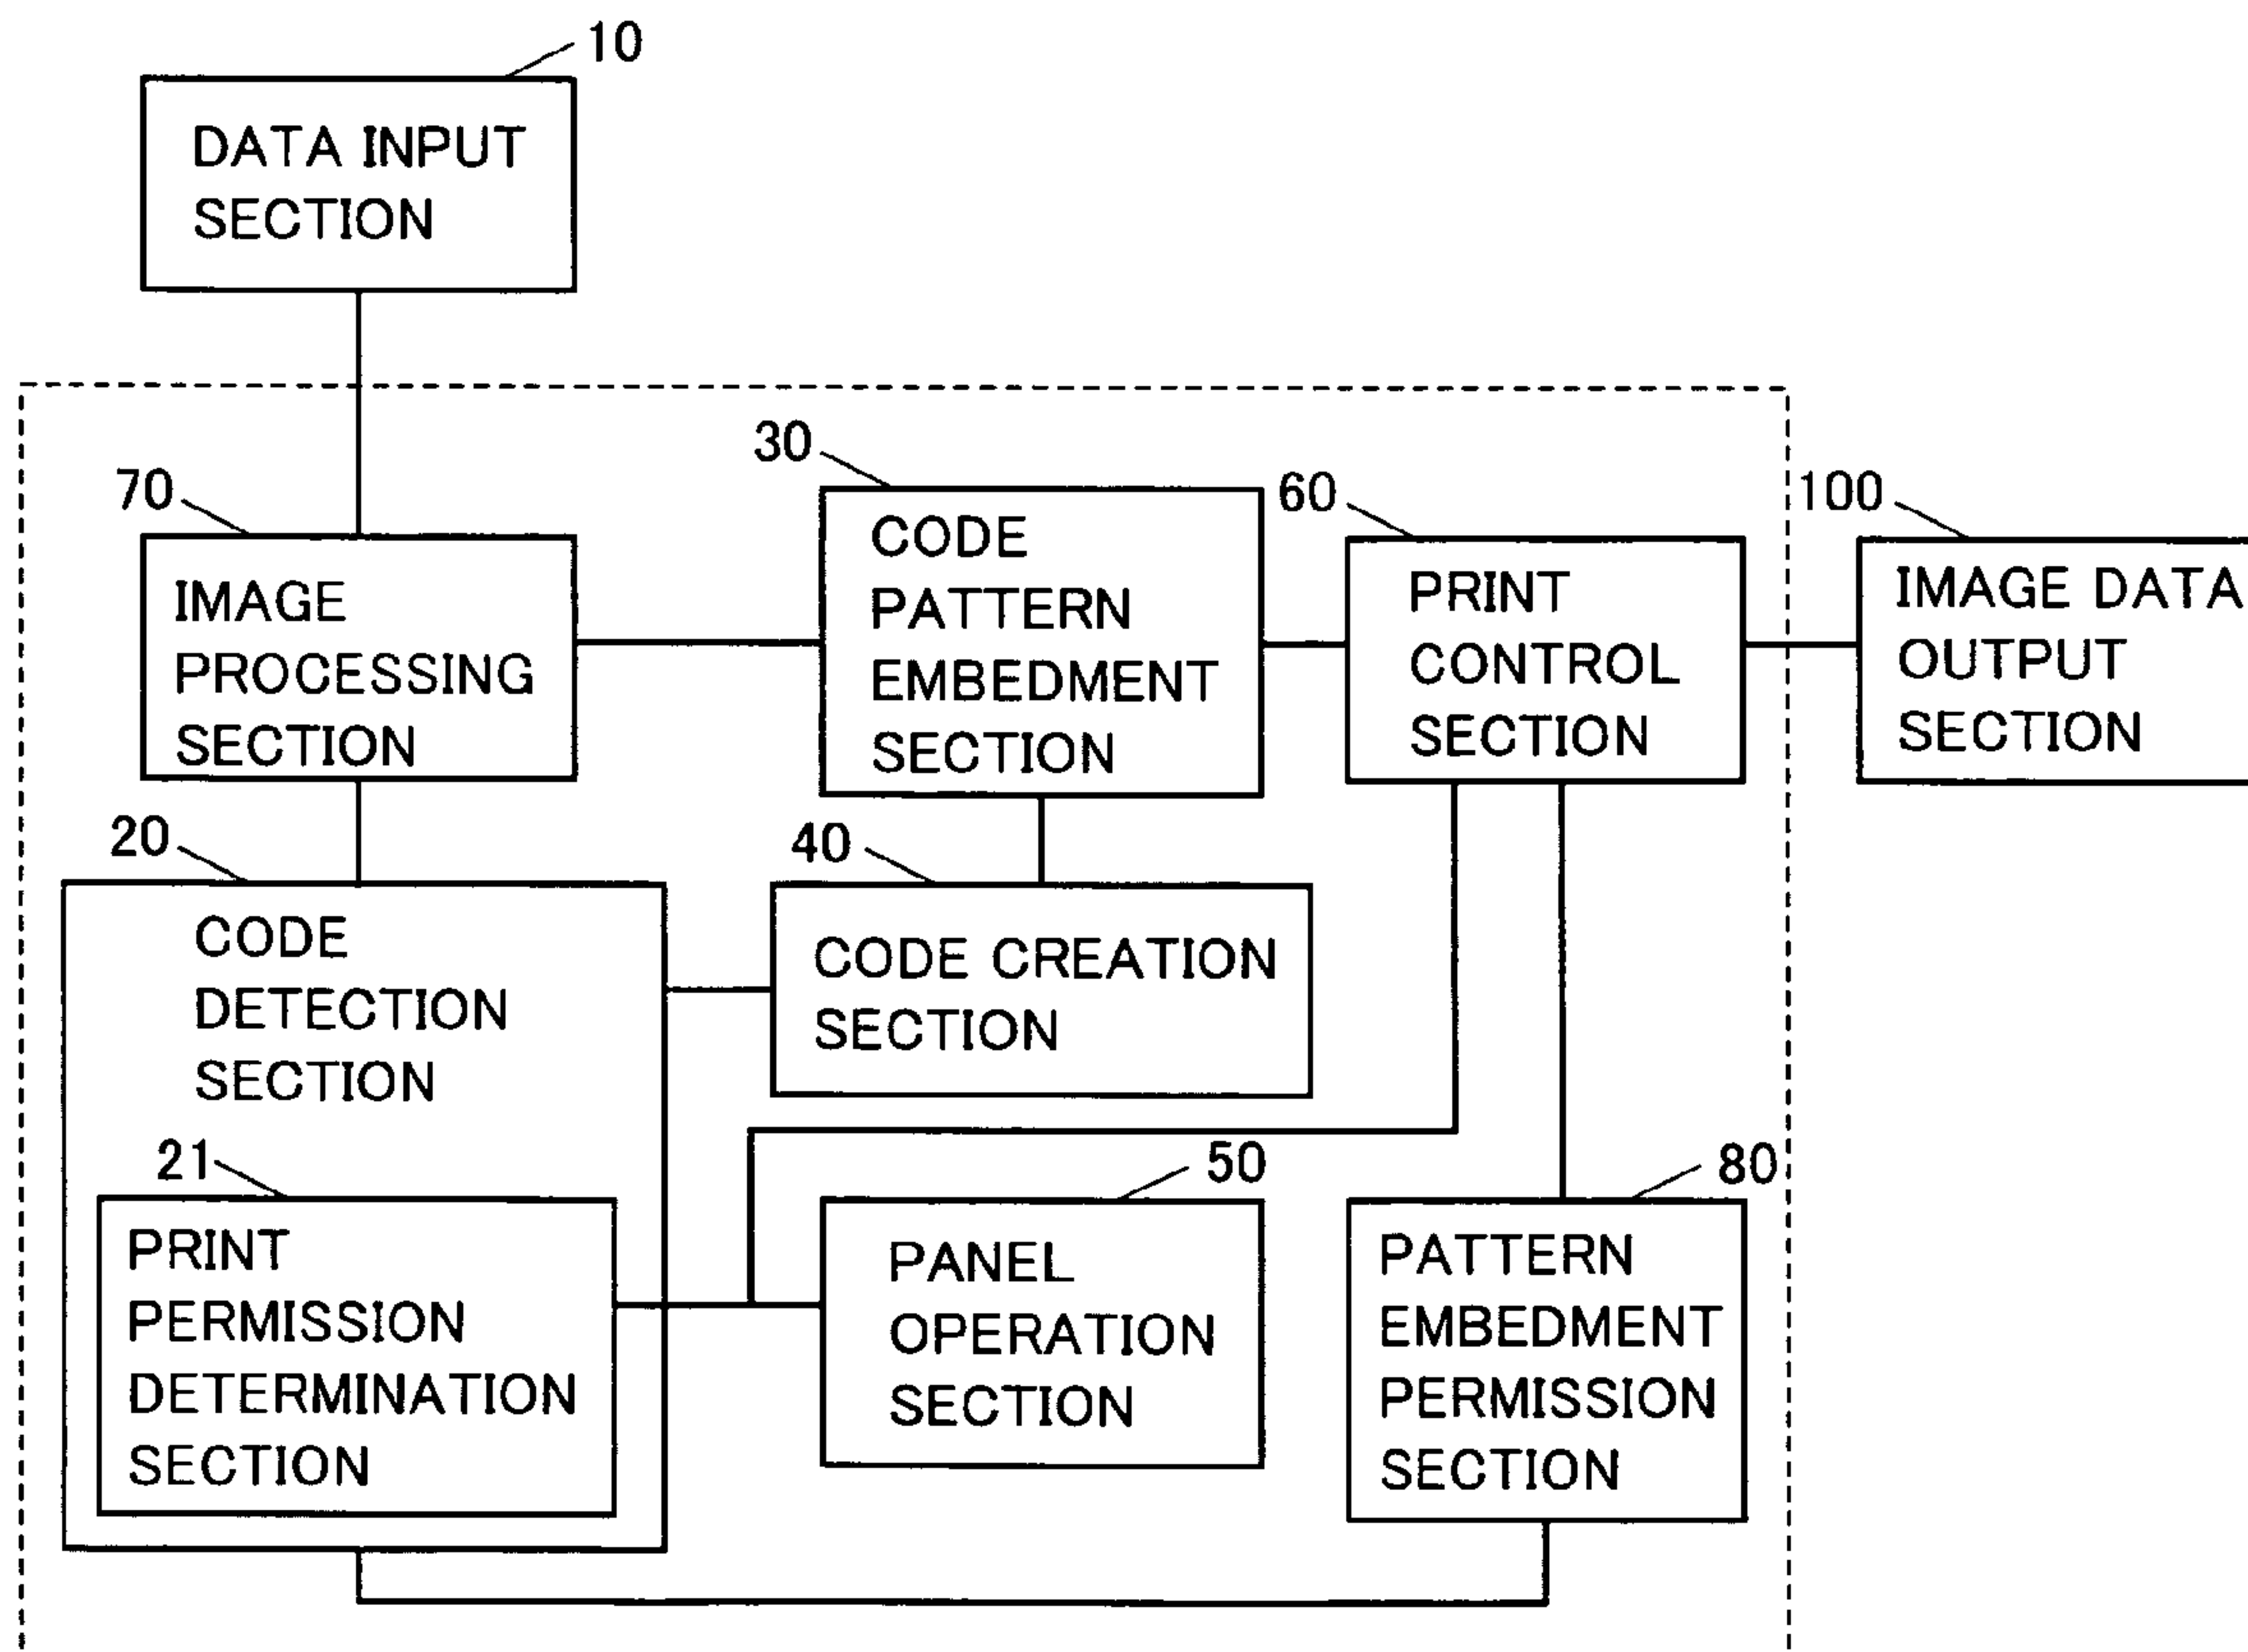 10
DATA INPUT
SECTION
70
IMAGE
PROCESSING
SECTION
30
CODE
PATTERN
EMBEDMENT
SECTION
60
PRINT
CONTROL
SECTION
100
IMAGE DATA
OUTPUT
SECTION
20
CODE
DETECTION
SECTION
40
CODE CREATION
SECTION
21
PRINT
PERMISSION
DETERMINATION
SECTION
50
PANEL
OPERATION
SECTION
80
PATTERN
EMBEDMENT
PERMISSION
SECTION